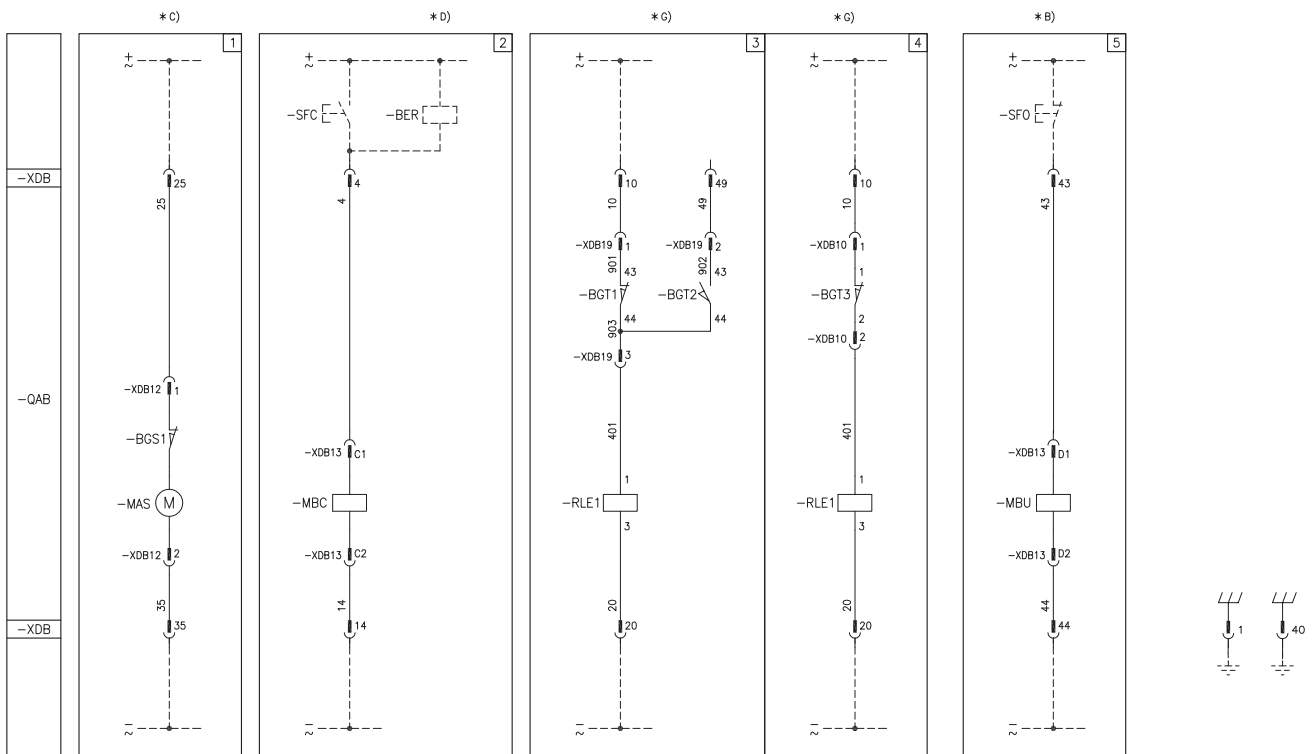 * C)
* D)
* G)
* G)
* B)
1
2
3
4
5
+
~
+
~
+
~
+
~
+
~
-SFC
-BER
-SFO
-XDB
25
4
10
49
10
43
25
4
10
49
10
43
-XDB19
1
-XDB19
2
-XDB10
1
901
43
902
43
1
-BGT1
-BGT2
-BGT3
44
44
2
903
-XDB10
2
-XDB19
3
-XDB12
1
-QAB
401
401
-BGS1
-XDB13
C1
-XDB13
D1
1
1
-MAS
M
-MBC
-RLE1
-RLE1
-MBU
3
3
-XDB12
2
-XDB13
C2
-XDB13
D2
35
14
20
20
44
-XDB
35
14
20
20
44
1
40
−
~
−
~
−
~
−
~
−
~